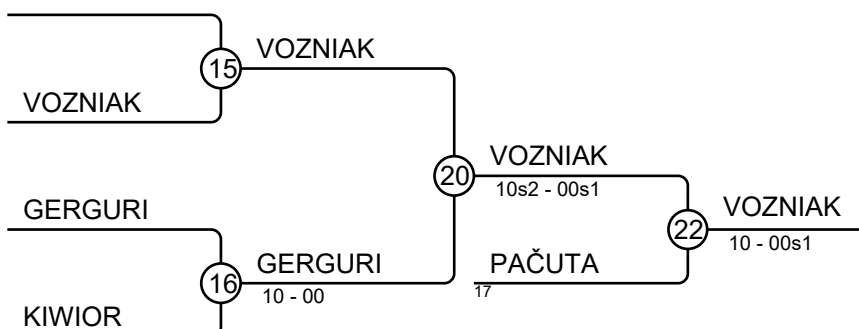 15
VOZNIAK
VOZNIAK
20
VOZNIAK
10s2 - 00s1
22
VOZNIAK
10 - 00s1
GERGURI
16
GERGURI
10 - 00
PAČUTA
17
KIWIOR